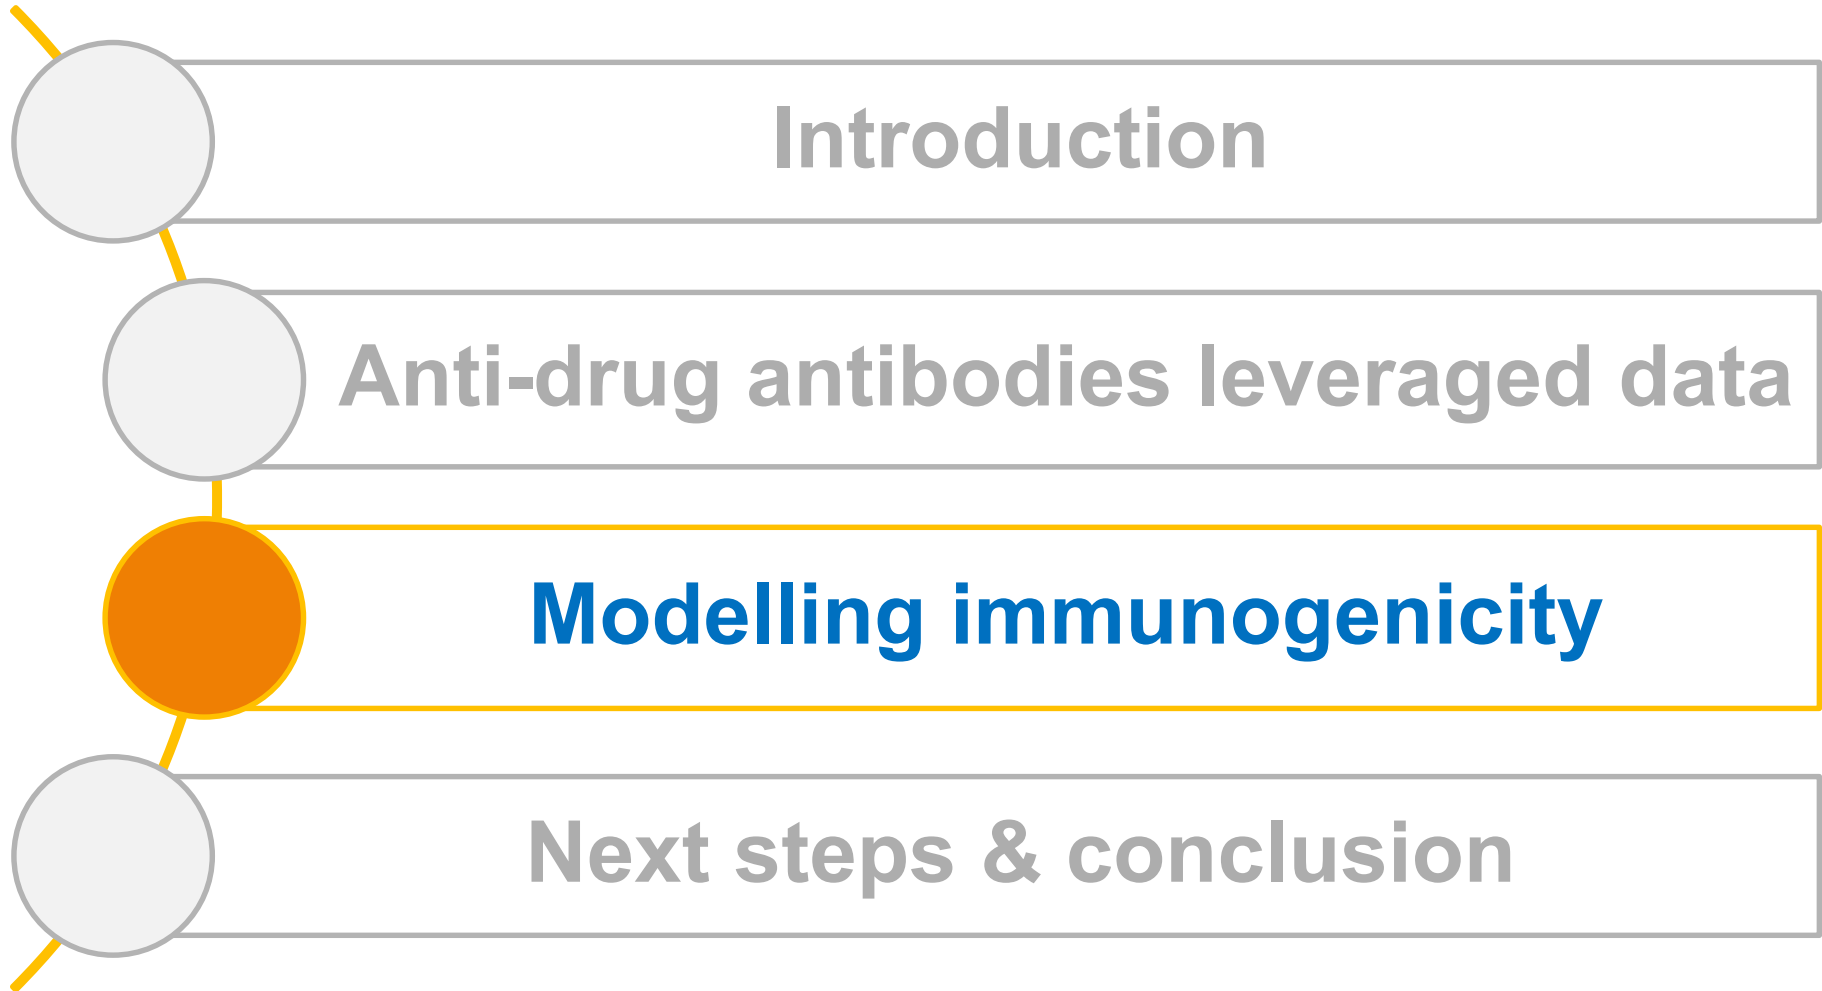 Introduction
Anti-drug antibodies leveraged data
Modelling immunogenicity
Next steps & conclusion